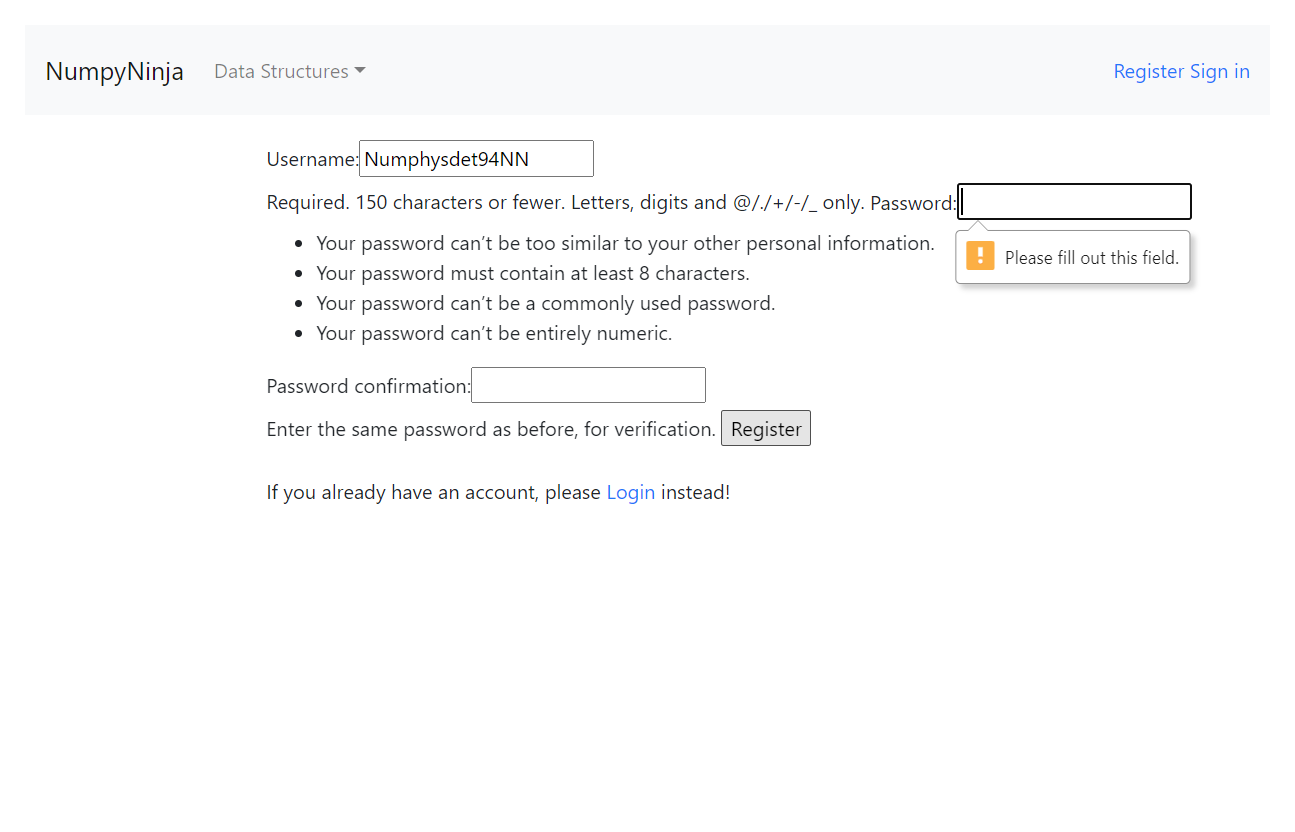 NumpyNinja Data Structures Register Sign in
Username: Numphysdet94NN
Required. 150 characters or fewer. Letters, digits and @/./+/-/_ only. Password:
Please fill out this field.
• Your password can’t be too similar to your other personal information.
• Your password must contain at least 8 characters.
• Your password can’t be a commonly used password.
• Your password can’t be entirely numeric.
Password confirmation:
Enter the same password as before, for verification. Register
If you already have an account, please Login instead!